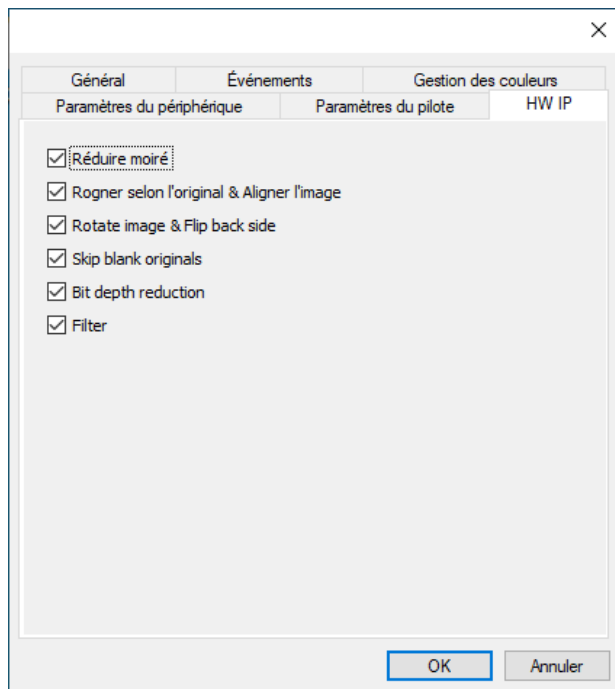 Général Événements Gestion des couleurs
Paramètres du périphérique Paramètres du pilote HW IP
Réduire moiré
Rogner selon l'original & Aligner l'image
Rotate image & Flip back side
Skip blank originals
Bit depth reduction
Filter
OK Annuler